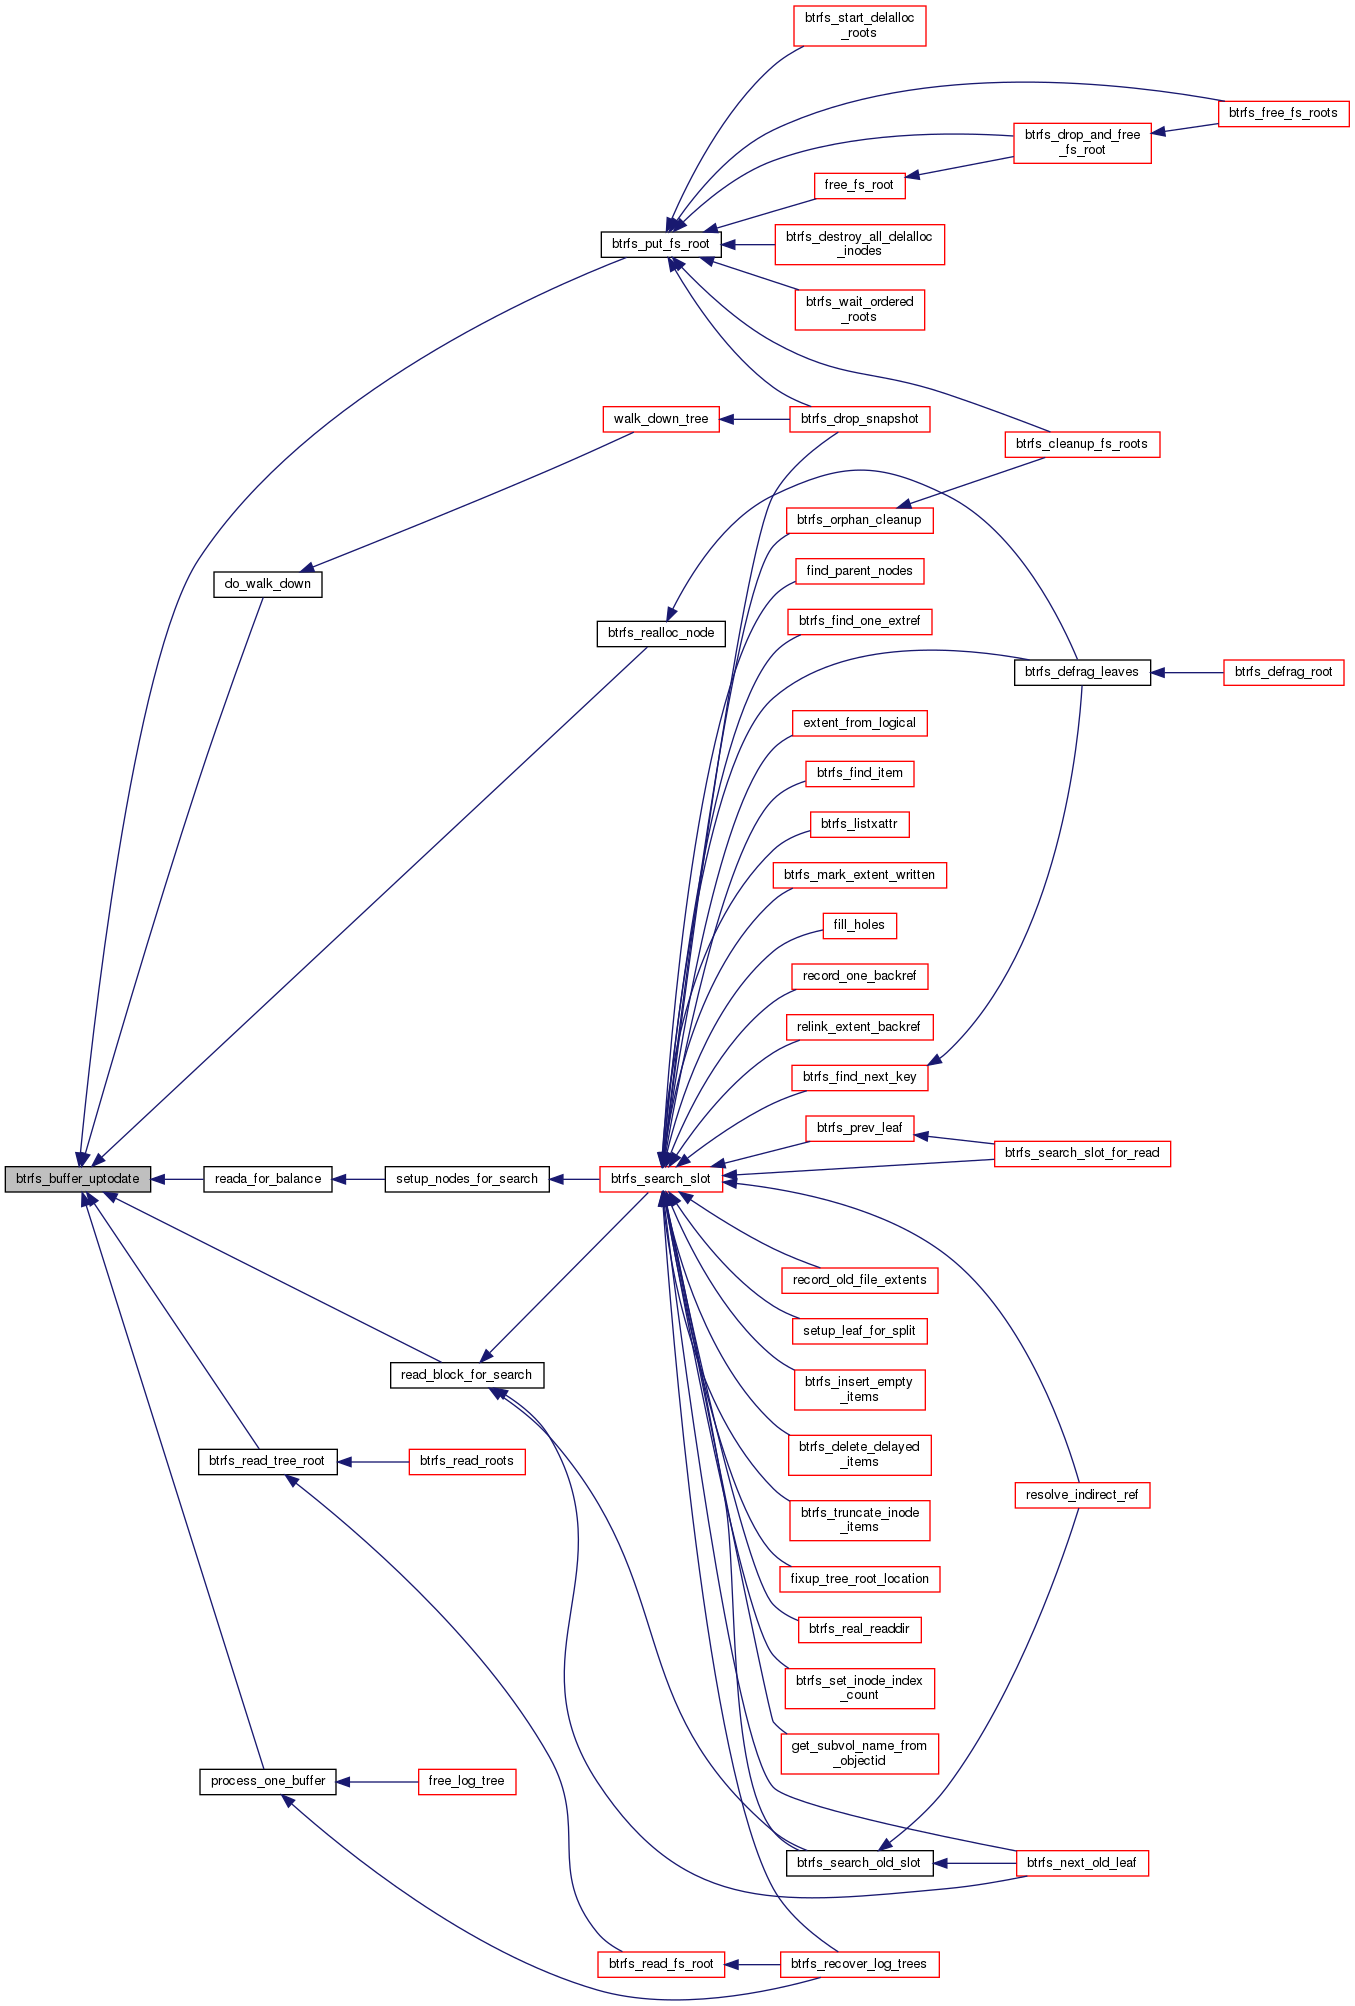 btrfs_start_delalloc
_roots
btrfs_free_fs_roots
btrfs_drop_and_free
_fs_root
free_fs_root
btrfs_put_fs_root
btrfs_destroy_all_delalloc
_inodes
btrfs_wait_ordered
_roots
walk_down_tree
btrfs_drop_snapshot
btrfs_cleanup_fs_roots
btrfs_orphan_cleanup
find_parent_nodes
do_walk_down
btrfs_find_one_extref
btrfs_realloc_node
btrfs_defrag_leaves
btrfs_defrag_root
extent_from_logical
btrfs_find_item
btrfs_listxattr
btrfs_mark_extent_written
fill_holes
record_one_backref
relink_extent_backref
btrfs_find_next_key
btrfs_prev_leaf
btrfs_search_slot_for_read
btrfs_buffer_uptodate
reada_for_balance
setup_nodes_for_search
btrfs_search_slot
record_old_file_extents
setup_leaf_for_split
read_block_for_search
btrfs_insert_empty
_items
btrfs_delete_delayed
_items
btrfs_read_tree_root
btrfs_read_roots
resolve_indirect_ref
btrfs_truncate_inode
_items
fixup_tree_root_location
btrfs_real_readdir
btrfs_set_inode_index
_count
get_subvol_name_from
_objectid
process_one_buffer
free_log_tree
btrfs_search_old_slot
btrfs_next_old_leaf
btrfs_read_fs_root
btrfs_recover_log_trees